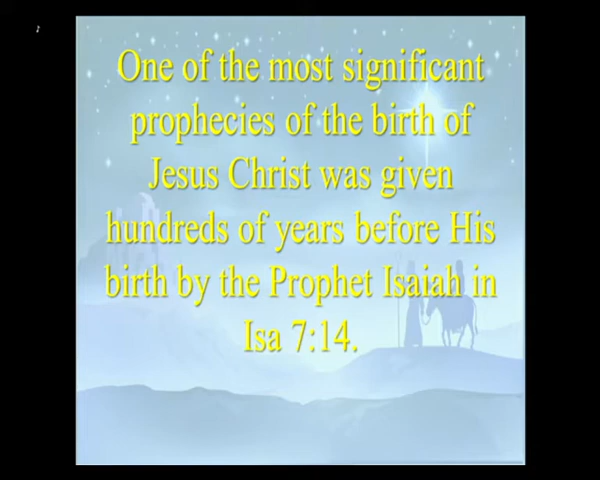 One of the most significant
prophecies of the birth of
Jesus Christ was given
hundreds of years before His
birth by the Prophet Isaiah in
Isa 7:14.